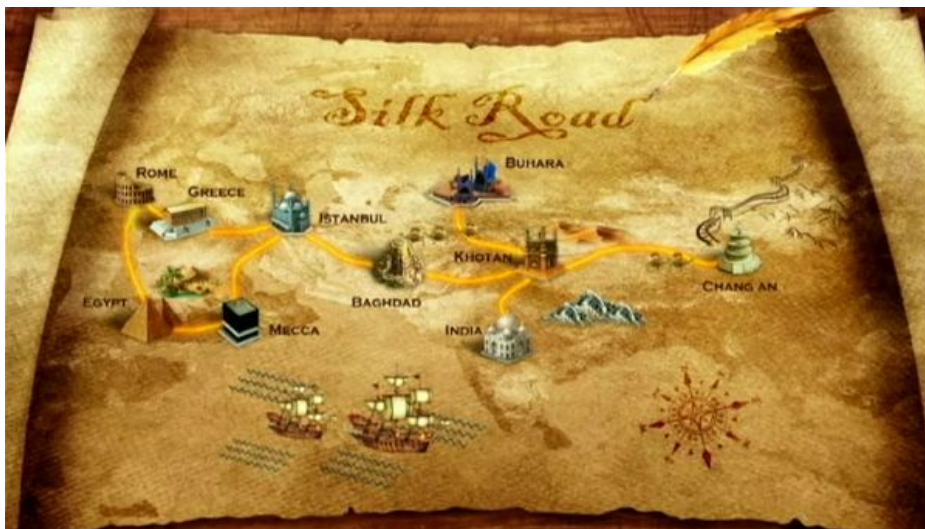 Silk Road
ROME
BUHARA
GREECE
ISTANBUL
KHOTAN
CHANG AN
EGYPT
BAGHDAD
MECCA
INDIA